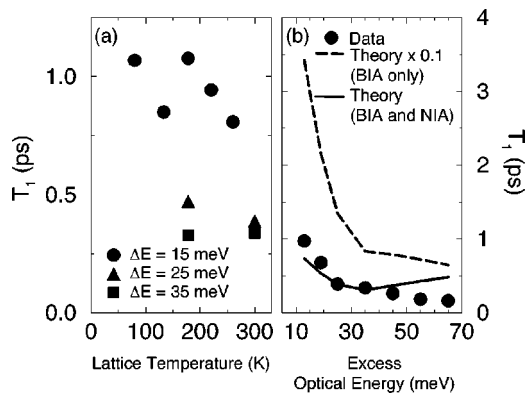 (a)
T1 (ps)
1.0
0.5
0.0
ΔE = 15 meV
ΔE = 25 meV
ΔE = 35 meV
0 100 200 300
Lattice Temperature (K)
(b)
Data
Theory x 0.1
(BIA only)
Theory
(BIA and NIA)
4
3
2
1
0
T1 (ps)
10 30 50 70
Excess
Optical Energy (meV)